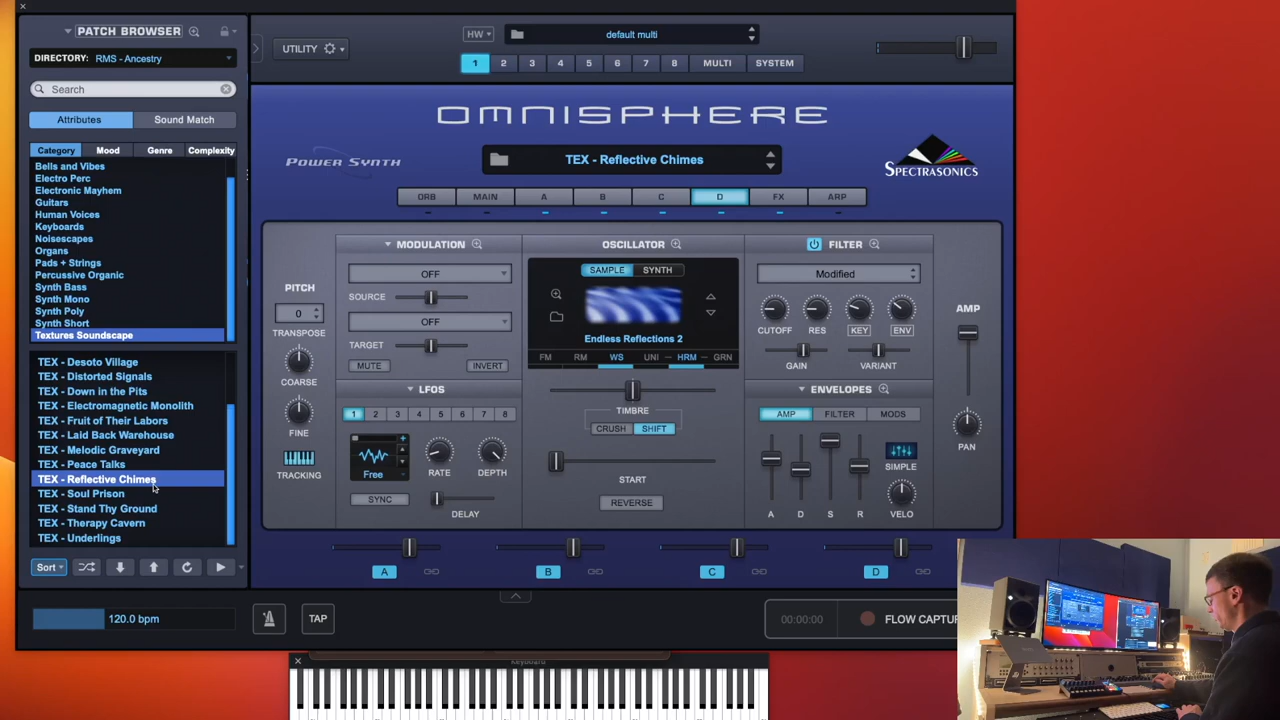 PATCH BROWSER
DIRECTORY: RMS - Ancestry
Search
Attributes
Sound Match
Category Mood Genre Complexity
Bells and Vibes
Electro Perc
Electronic Mayhem
Guitars
Human Voices
Keyboards
Noisescapes
Organs
Pads + Strings
Percussive Organic
Synth Bass
Synth Mono
Synth Poly
Synth Short
Textures Soundscape
TEX - Desoto Village
TEX - Distorted Signals
TEX - Down in the Pits
TEX - Electromagnetic Monolith
TEX - Fruit of Their Labors
TEX - Laid Back Warehouse
TEX - Melodic Graveyard
TEX - Peace Talks
TEX - Reflective Chimes
TEX - Soul Prison
TEX - Stand Thy Ground
TEX - Therapy Cavern
TEX - Underlings
Sort
120.0 bpm
TAP
UTILITY
HW
default multi
1 2 3 4 5 6 7 8 MULTI SYSTEM
OMNISPHERE
POWER SYNTH
TEX - Reflective Chimes
SPECTRASONICS
ORB MAIN A B C D FX ARP
PITCH
0
TRANSPOSE
COARSE
FINE
TRACKING
MODULATION
OFF
SOURCE
OFF
TARGET
MUTE INVERT
LFOS
1 2 3 4 5 6 7 8
Free
RATE DEPTH
SYNC
DELAY
OSCILLATOR
SAMPLE SYNTH
Endless Reflections 2
FM RM WS UNI HRM GRN
TIMBRE
CRUSH SHIFT
START
REVERSE
FILTER
Modified
CUTOFF RES KEY ENV
GAIN VARIANT
ENVELOPES
AMP FILTER MODS
SIMPLE
A D S R VELO
AMP
PAN
A B C D
00:00:00
FLOW CAPTU
Keyboard